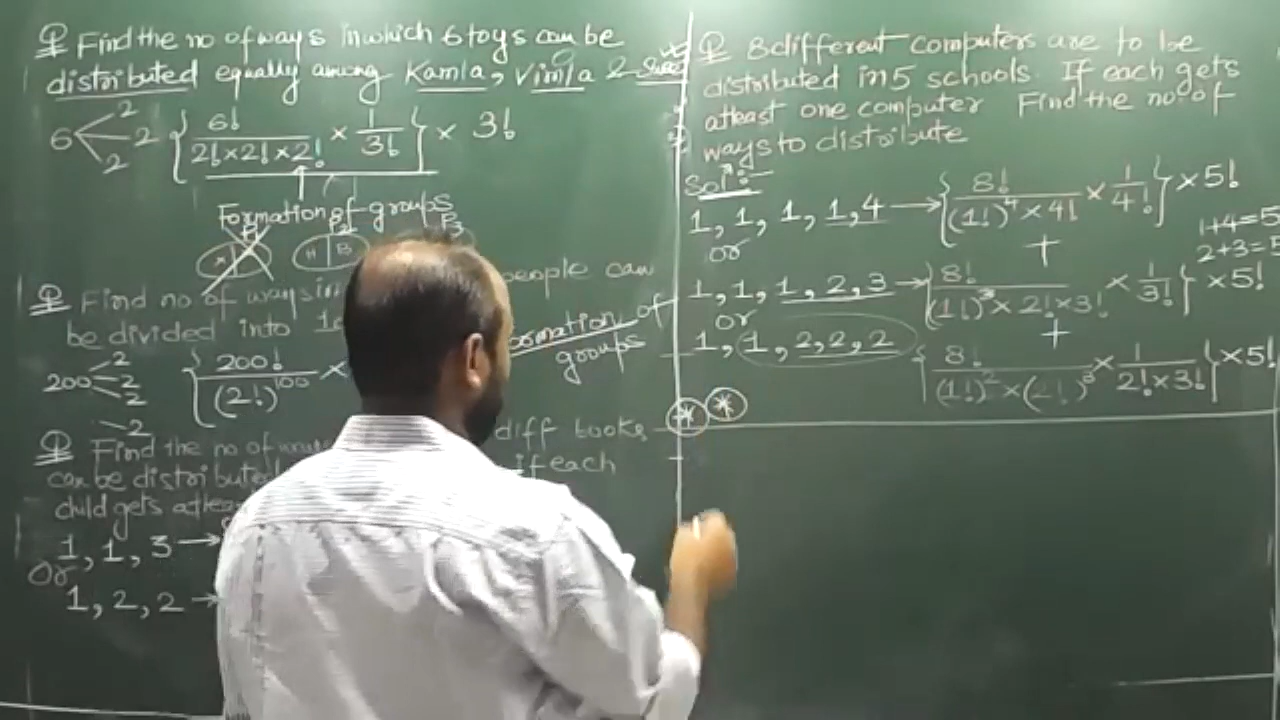 Q Find the no of ways in which 6 toys can be
distributed equally among Kamla, Vimla &
6 2 2 2 { 6! / 2!×2!×2! × 1/3! } × 3!
Formation of groups
Q Find no of ways in people can
be divided into formation of
groups
200 2 2 2 2 { 200! / (2!)^100 ×
Q Find the no of diff books
can be distributed if each
child gets
1, 1, 3 →
Or
1, 2, 2 →
Q 8 different computers are to be
distributed in 5 schools. If each gets
atleast one computer Find the no. of
ways to distribute
Sol:-
1, 1, 1, 1, 4 → { 8! / (1!)^4 × 4! × 1/4! } × 5!
or +
1+4=5
2+3=5
1, 1, 1, 2, 3 → { 8! / (1!)^3 × 2! × 3! × 1/3! } × 5!
or +
1, 1, 2, 2, 2 { 8! / (1!)^2 × (2!)^3 × 1/2!×3! } × 5!
* *